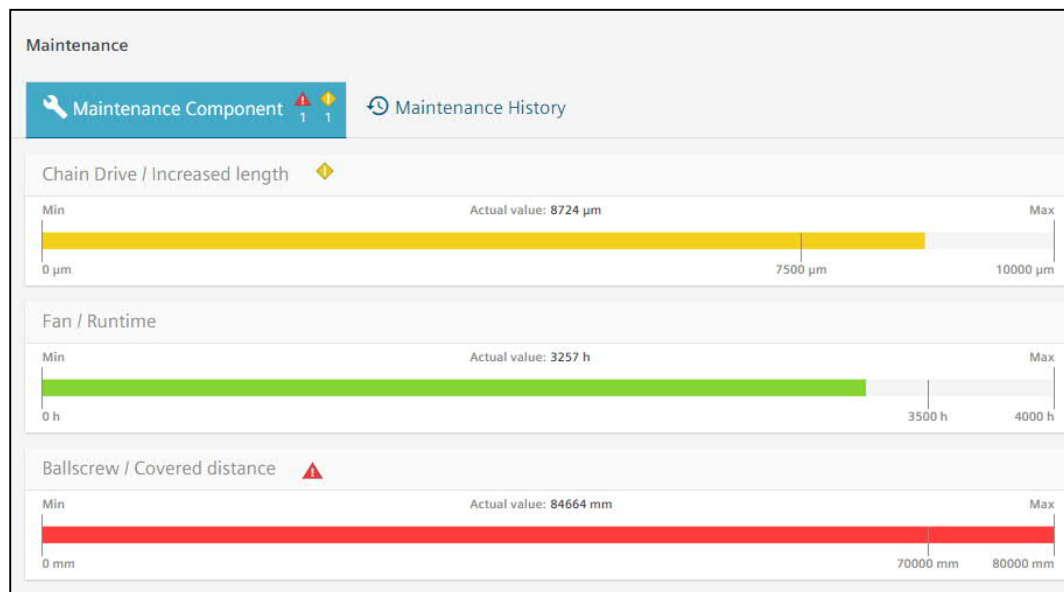 Maintenance
Maintenance Component 1 1 Maintenance History
Chain Drive / Increased length
Min Actual value: 8724 µm Max
0 µm 7500 µm 10000 µm
Fan / Runtime
Min Actual value: 3257 h Max
0 h 3500 h 4000 h
Ballscrew / Covered distance
Min Actual value: 84664 mm Max
0 mm 70000 mm 80000 mm